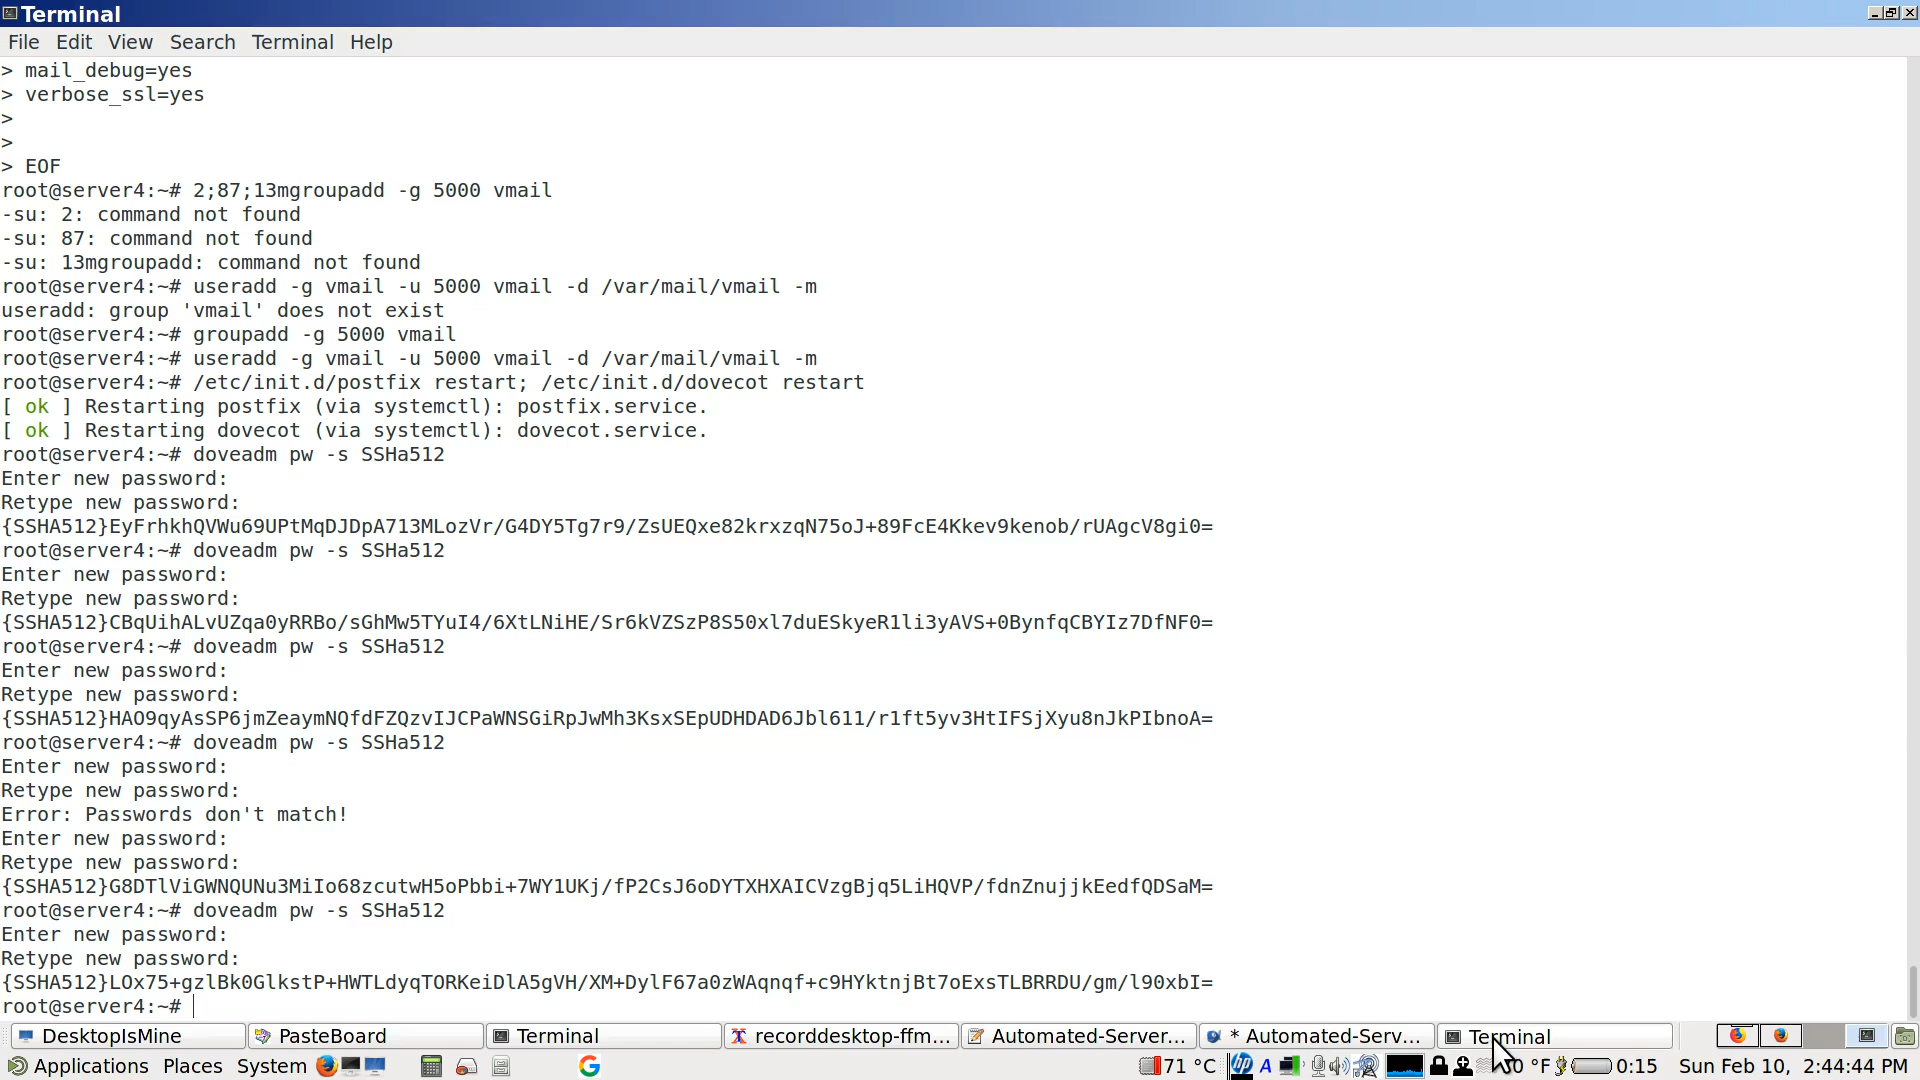 Terminal
File Edit View Search Terminal Help
> mail_debug=yes
> verbose_ssl=yes
>
>
> EOF
root@server4:~# 2;87;13mgroupadd -g 5000 vmail
-su: 2: command not found
-su: 87: command not found
-su: 13mgroupadd: command not found
root@server4:~# useradd -g vmail -u 5000 vmail -d /var/mail/vmail -m
useradd: group 'vmail' does not exist
root@server4:~# groupadd -g 5000 vmail
root@server4:~# useradd -g vmail -u 5000 vmail -d /var/mail/vmail -m
root@server4:~# /etc/init.d/postfix restart; /etc/init.d/dovecot restart
[ ok ] Restarting postfix (via systemctl): postfix.service.
[ ok ] Restarting dovecot (via systemctl): dovecot.service.
root@server4:~# doveadm pw -s SSHa512
Enter new password:
Retype new password:
{SSHA512}EyFrhkhQVWu69UPtMqDJDpA713MLozVr/G4DY5Tg7r9/ZsUEQxe82krxzqN75oJ+89FcE4Kkev9kenob/rUAgcV8gi0=
root@server4:~# doveadm pw -s SSHa512
Enter new password:
Retype new password:
{SSHA512}CBqUihALvUZqa0yRRBo/sGhMw5TYuI4/6XtLNiHE/Sr6kVZSzP8S50xl7duESkyeR1li3yAVS+0BynfqCBYIz7DfNF0=
root@server4:~# doveadm pw -s SSHa512
Enter new password:
Retype new password:
{SSHA512}HAO9qyAsSP6jmZeaymNQfdFZQzvIJCPaWNSGiRpJwMh3KsxSEpUDHDAD6Jbl611/r1ft5yv3HtIFSjXyu8nJkPIbnoA=
root@server4:~# doveadm pw -s SSHa512
Enter new password:
Retype new password:
Error: Passwords don't match!
Enter new password:
Retype new password:
{SSHA512}G8DTlViGWNQUNu3MiIo68zcutwH5oPbbi+7WY1UKj/fP2CsJ6oDYTXHXAICVzgBjq5LiHQVP/fdnZnujjkEedfQDSaM=
root@server4:~# doveadm pw -s SSHa512
Enter new password:
Retype new password:
{SSHA512}LOx75+gzlBk0GlkstP+HWTLdyqTORKeiDlA5gVH/XM+DylF67a0zWAqnqf+c9HYktnjBt7oExsTLBRRDU/gm/l90xbI=
root@server4:~#
DesktopIsMine PasteBoard Terminal recorddesktop-ffm... Automated-Server... * Automated-Serv... Terminal
Applications Places System 71 °C °F 0:15 Sun Feb 10, 2:44:44 PM